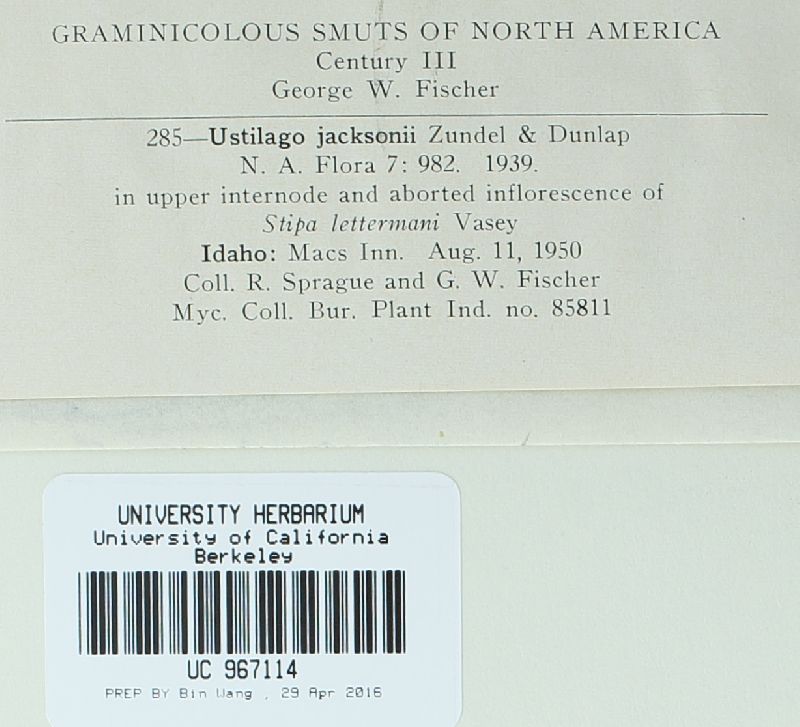 GRAMINICOLOUS SMUTS OF NORTH AMERICA
Century III
George W. Fischer
285—Ustilago jacksonii Zundel & Dunlap
N. A. Flora 7: 982. 1939.
in upper internode and aborted inflorescence of
Stipa lettermani Vasey
Idaho: Macs Inn. Aug. 11, 1950
Coll. R. Sprague and G. W. Fischer
Myc. Coll. Bur. Plant Ind. no. 85811
UNIVERSITY HERBARIUM
University of California
Berkeley
UC 967114
PREP BY Bin Wang , 29 Apr 2016